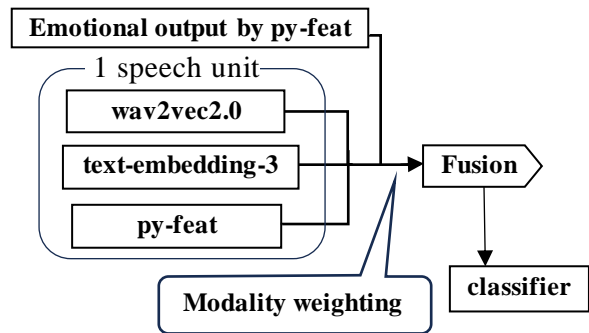 Emotional output by py-feat
1 speech unit
wav2vec2.0
text-embedding-3
py-feat
Fusion
Modality weighting
classifier